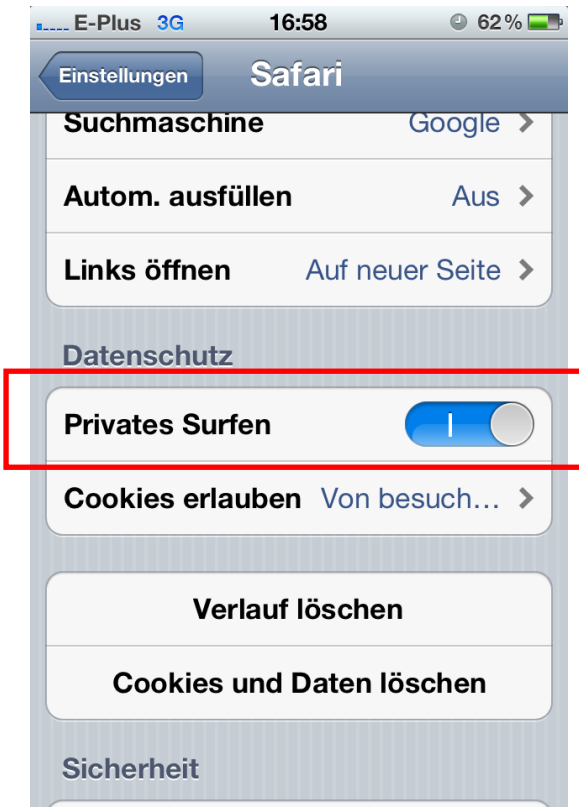 E-Plus 3G 16:58 62%
Einstellungen Safari
Suchmaschine Google
Autom. ausfüllen Aus
Links öffnen Auf neuer Seite
Datenschutz
Privates Surfen
Cookies erlauben Von besuch...
Verlauf löschen
Cookies und Daten löschen
Sicherheit